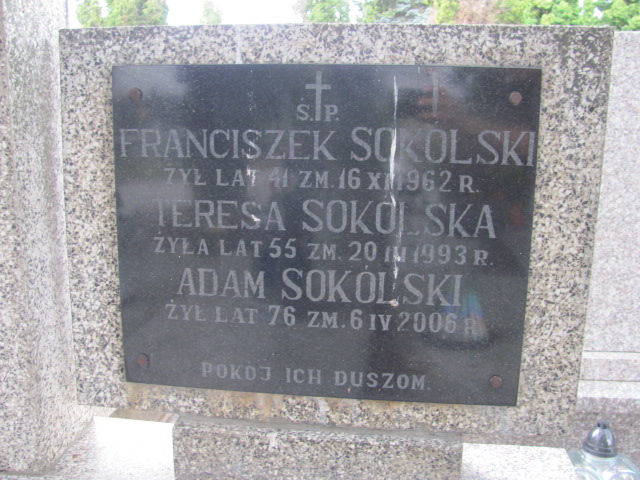 Ś. † P.
FRANCISZEK SOKOLSKI
ŻYŁ LAT 41 ZM. 16 XII 1962 R.
TERESA SOKOLSKA
ŻYŁA LAT 55 ZM. 20 III 1993 R.
ADAM SOKOLSKI
ŻYŁ LAT 76 ZM. 6 IV 2006 R.
POKÓJ ICH DUSZOM.